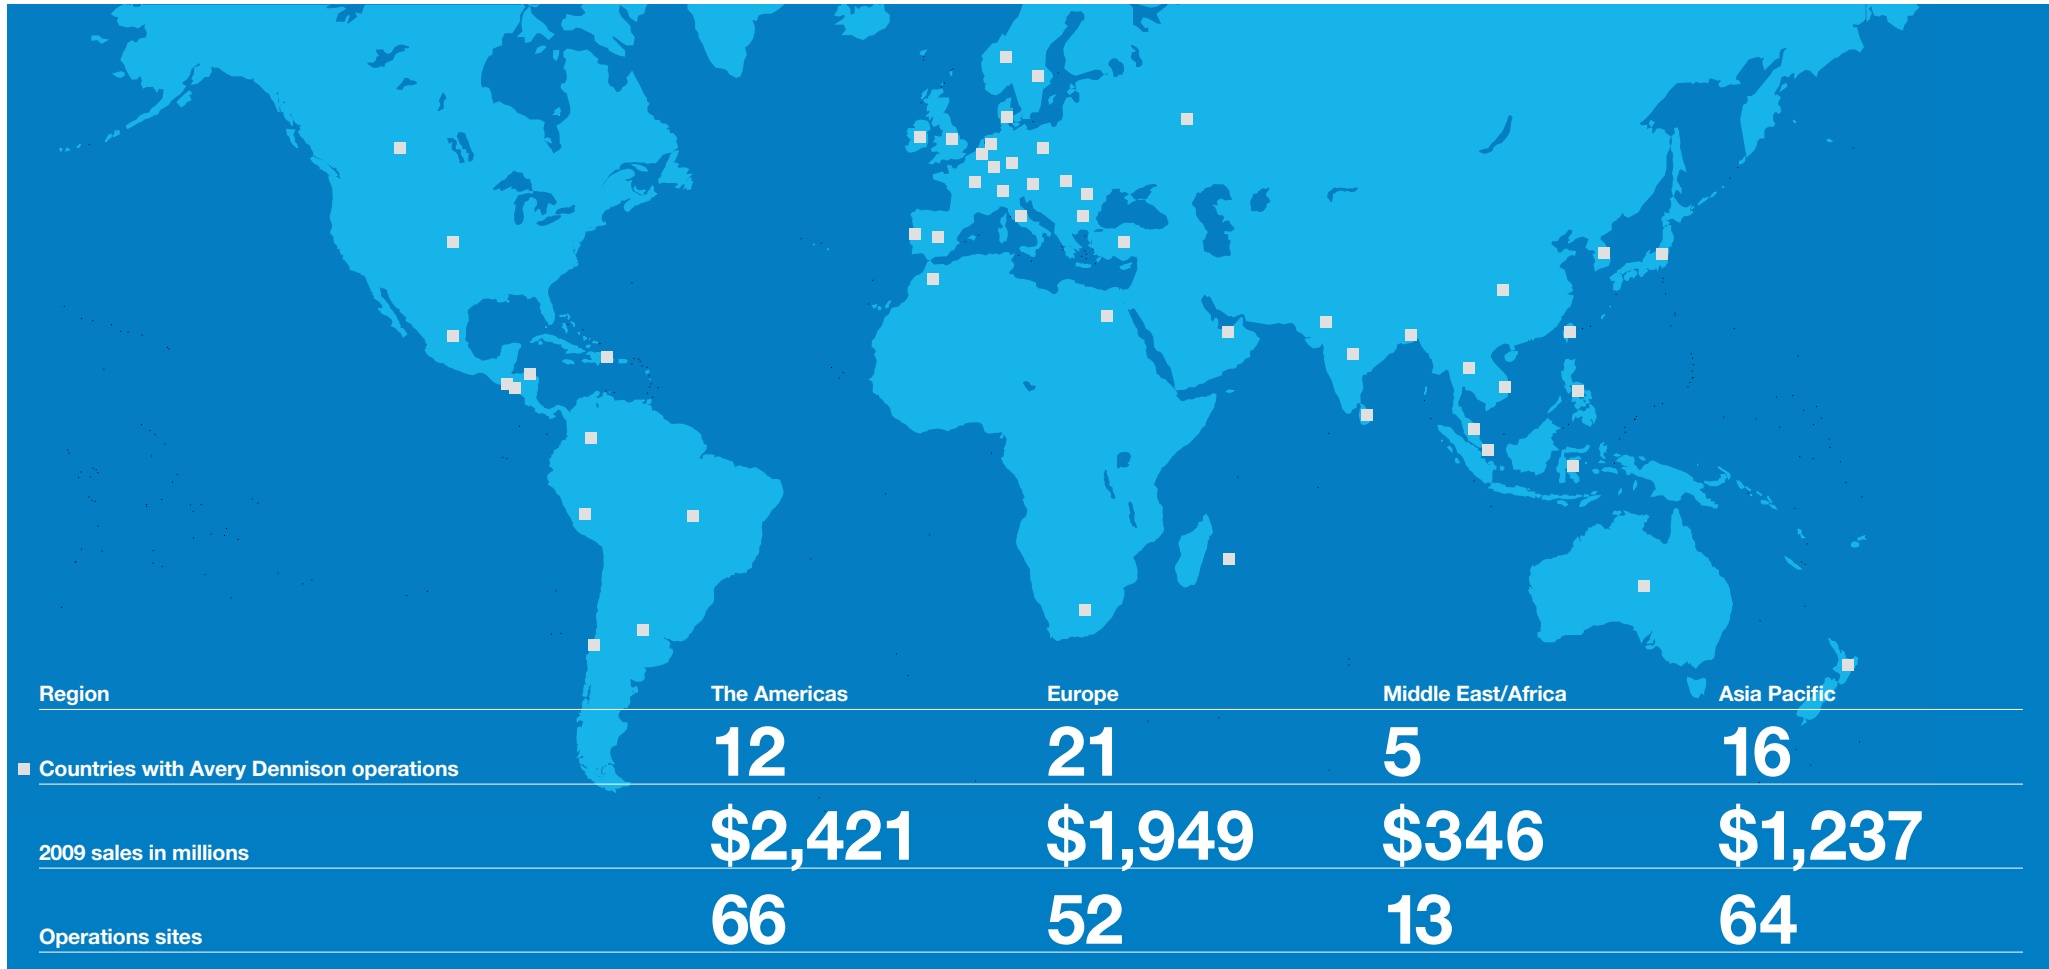 Region The Americas Europe Middle East/Africa Asia Pacific
Countries with Avery Dennison operations 12 21 5 16
2009 sales in millions $2,421 $1,949 $346 $1,237
Operations sites 66 52 13 64